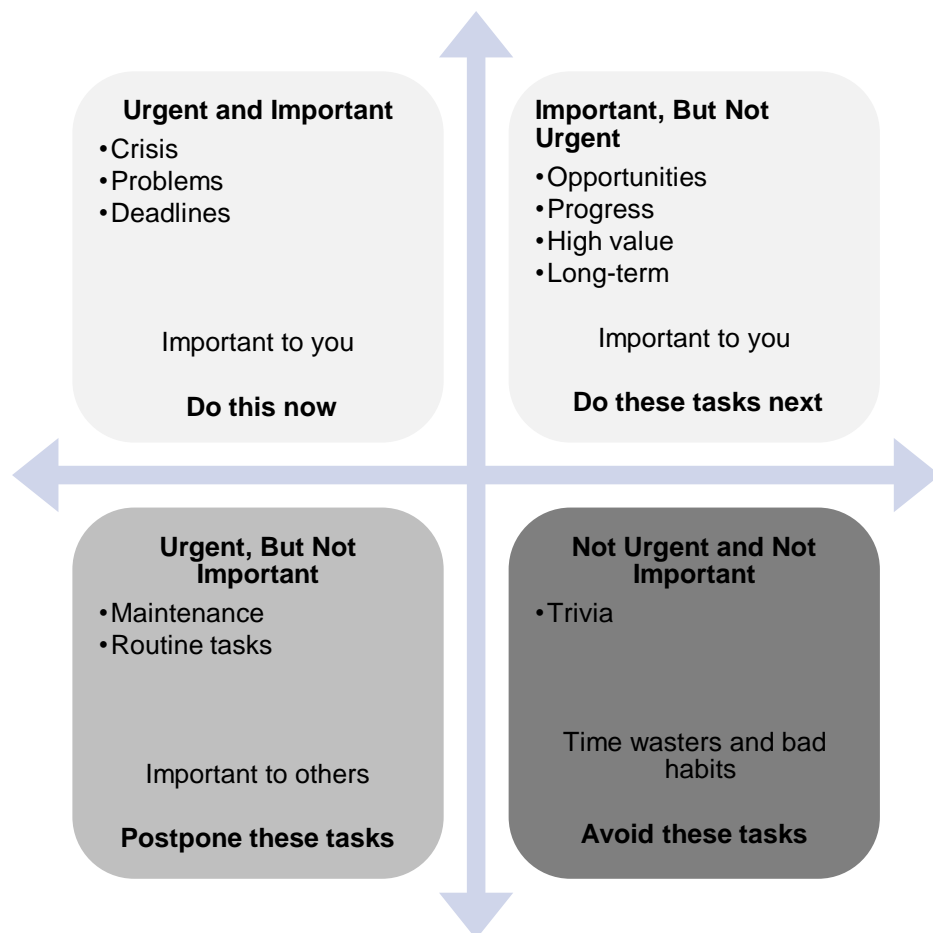 Urgent and Important
•Crisis
•Problems
•Deadlines
Important to you
Do this now
Important, But Not
Urgent
•Opportunities
•Progress
•High value
•Long-term
Important to you
Do these tasks next
Urgent, But Not
Important
•Maintenance
•Routine tasks
Important to others
Postpone these tasks
Not Urgent and Not
Important
•Trivia
Time wasters and bad
habits
Avoid these tasks